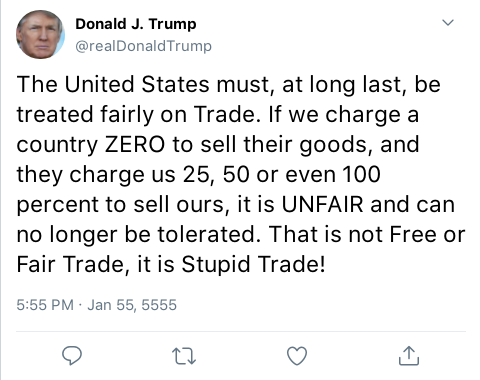 Donald J. Trump
@realDonaldTrump
The United States must, at long last, be
treated fairly on Trade. If we charge a
country ZERO to sell their goods, and
they charge us 25, 50 or even 100
percent to sell ours, it is UNFAIR and can
no longer be tolerated. That is not Free or
Fair Trade, it is Stupid Trade!
5:55 PM · Jan 55, 5555